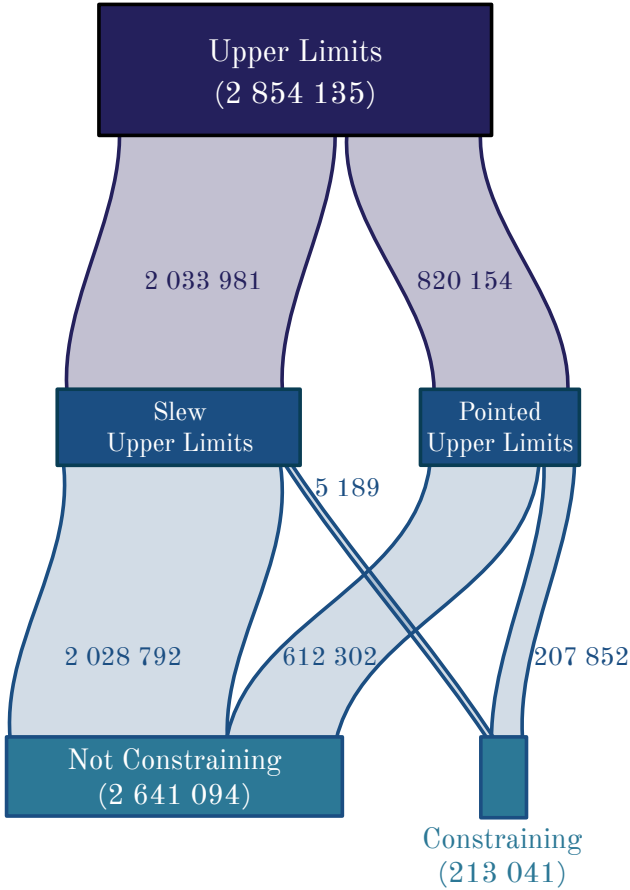 Upper Limits
(2 854 135)
2 033 981
820 154
Slew
Upper Limits
Pointed
Upper Limits
5 189
2 028 792
612 302
207 852
Not Constraining
(2 641 094)
Constraining
(213 041)